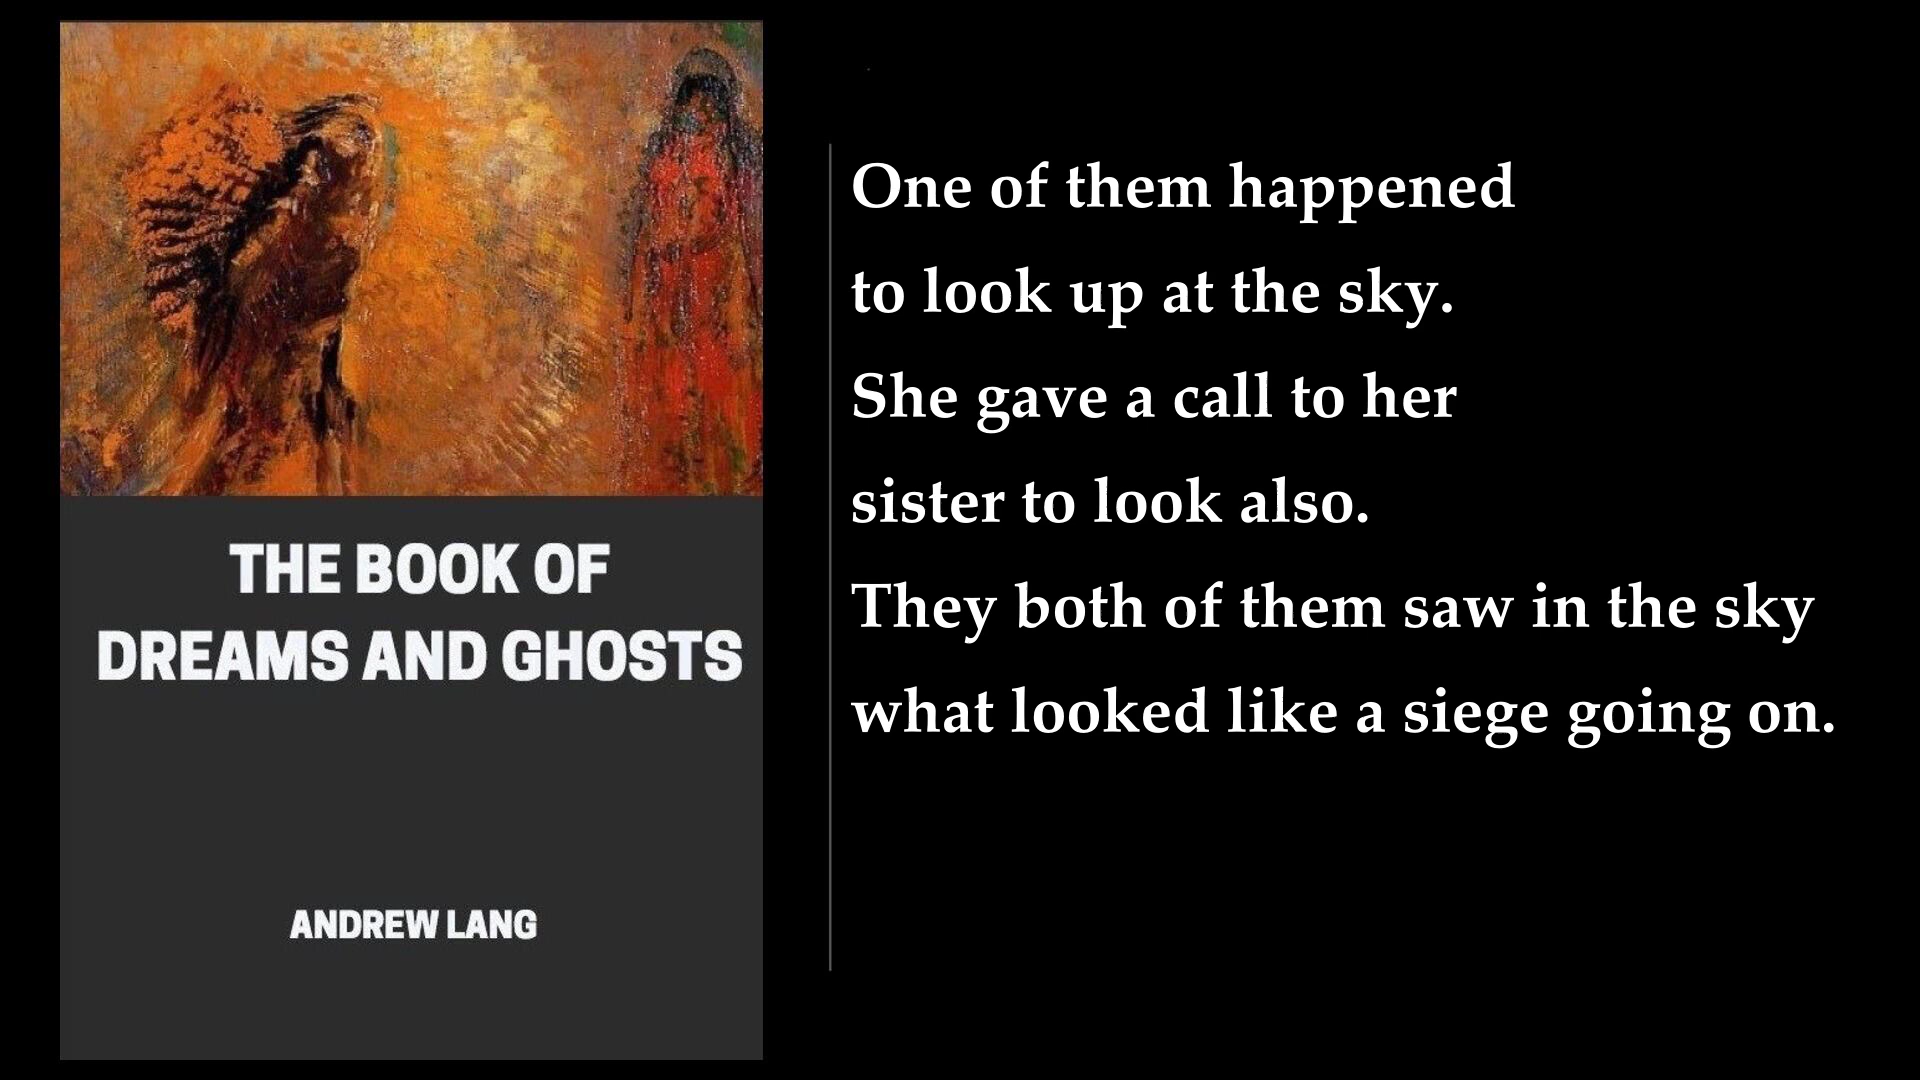 THE BOOK OF
DREAMS AND GHOSTS
ANDREW LANG
One of them happened
to look up at the sky.
She gave a call to her
sister to look also.
They both of them saw in the sky
what looked like a siege going on.